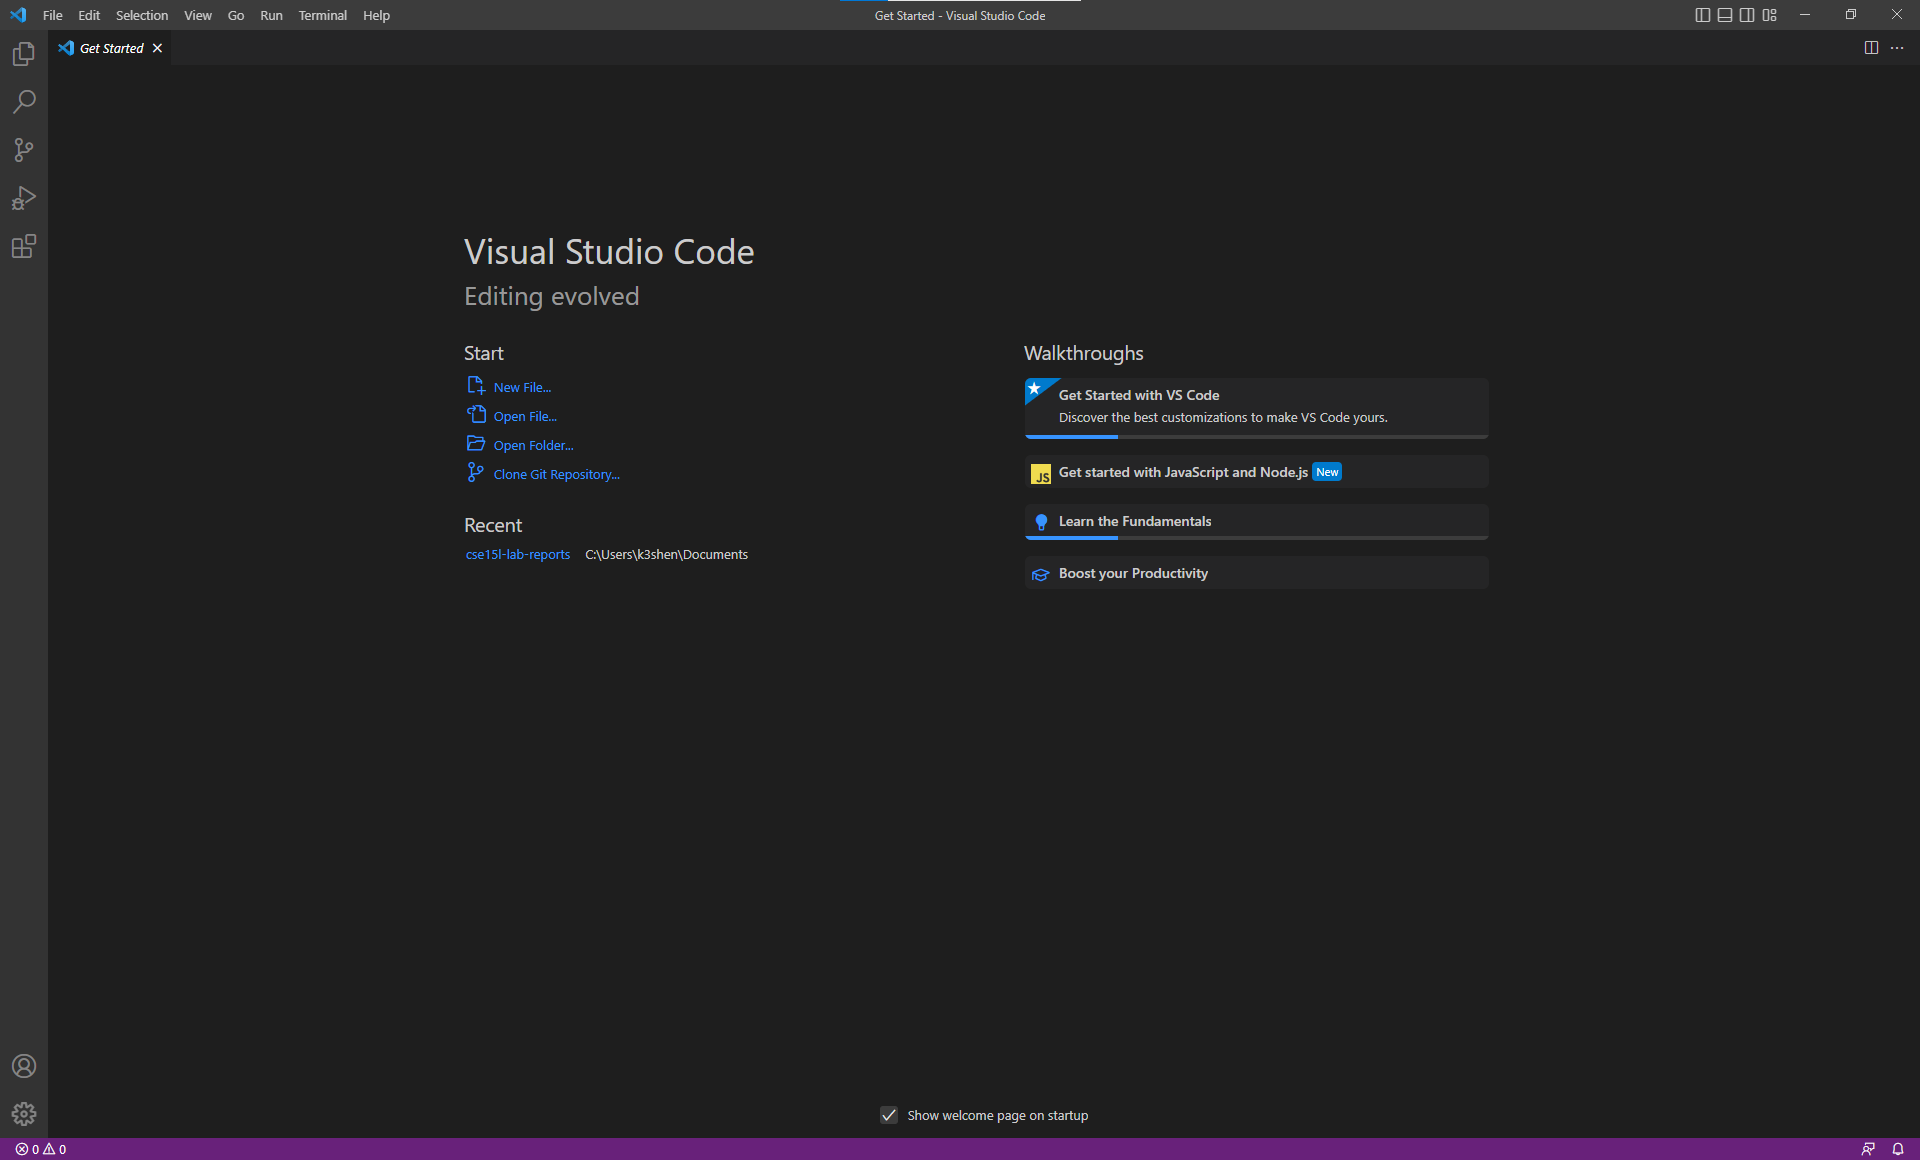 File Edit Selection View Go Run Terminal Help
Get Started - Visual Studio Code
Get Started
Visual Studio Code
Editing evolved
Start
New File...
Open File...
Open Folder...
Clone Git Repository...
Recent
cse15l-lab-reports C:\Users\k3shen\Documents
Walkthroughs
Get Started with VS Code
Discover the best customizations to make VS Code yours.
JS Get started with JavaScript and Node.js New
Learn the Fundamentals
Boost your Productivity
Show welcome page on startup
0 0